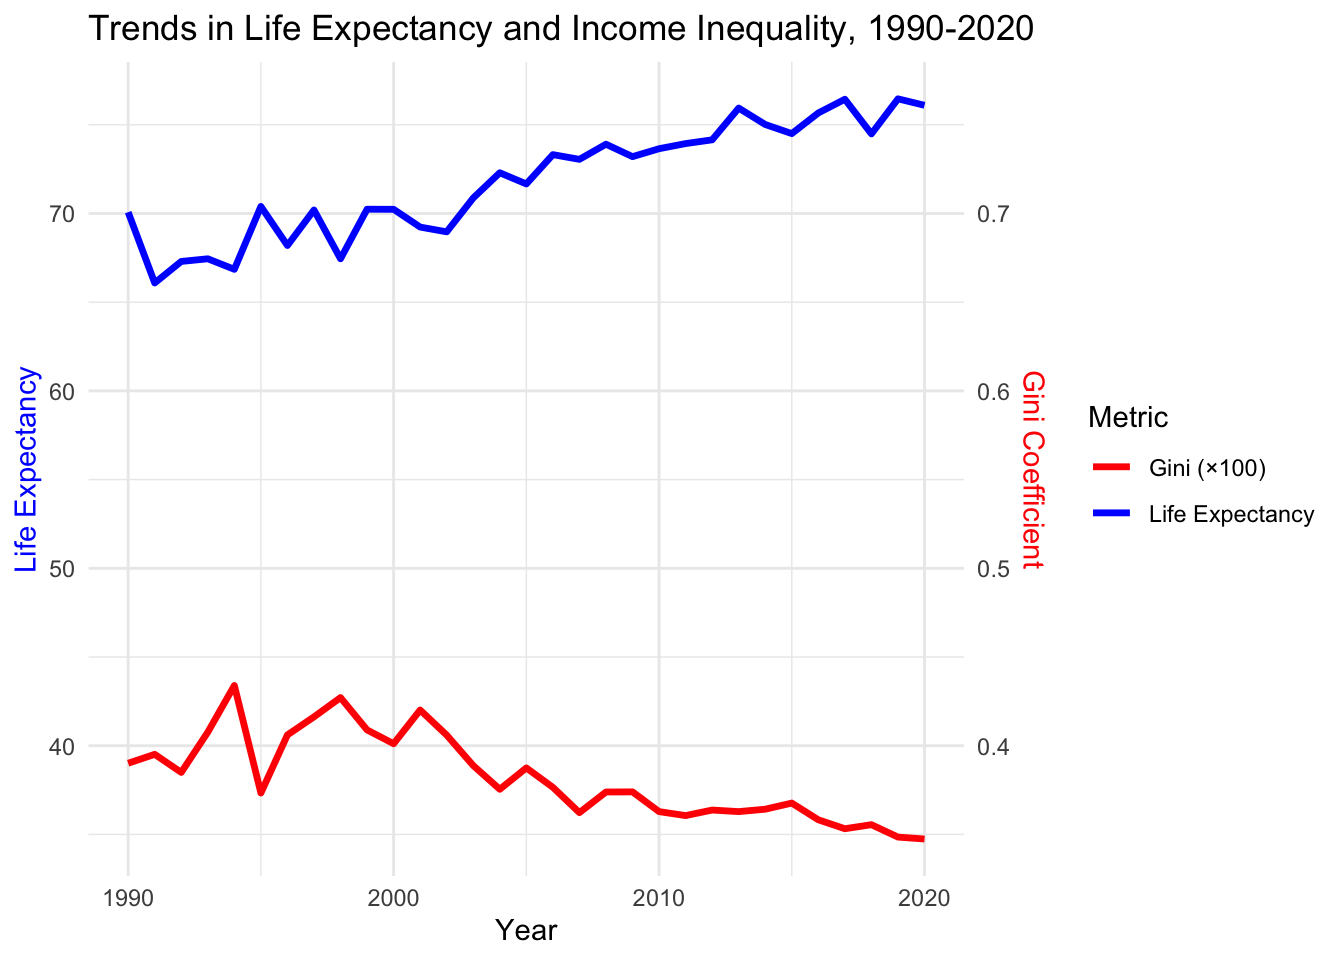 Trends in Life Expectancy and Income Inequality, 1990-2020
Life Expectancy
70
60
50
40
0.7
0.6
0.5
0.4
Gini Coefficient
1990
2000
2010
2020
Year
Metric
Gini (×100)
Life Expectancy